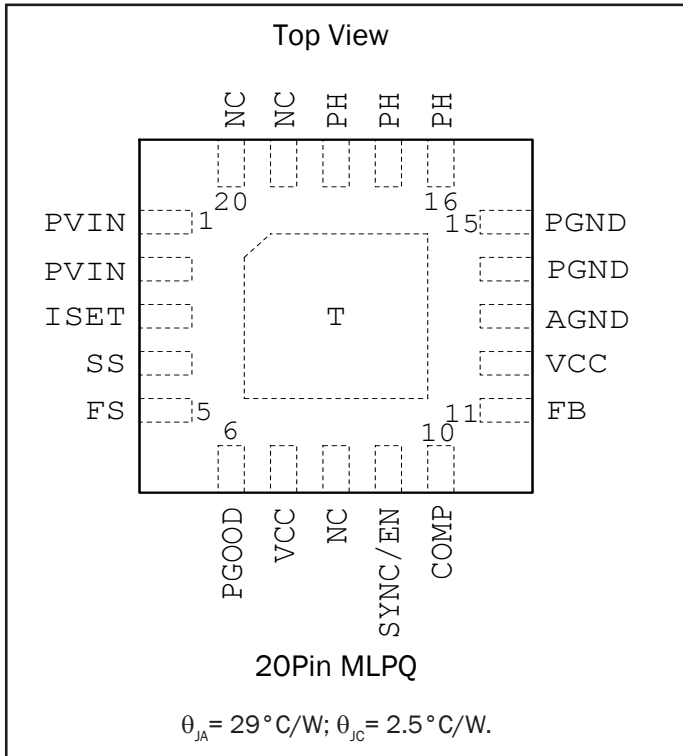 Top View
NC NC PH PH PH
20 16
PVIN 1 15 PGND
PVIN PGND
ISET T AGND
SS VCC
FS 5 11 FB
6 10
PGOOD VCC NC SYNC/EN COMP
20Pin MLPQ
θJA= 29°C/W; θJC= 2.5°C/W.